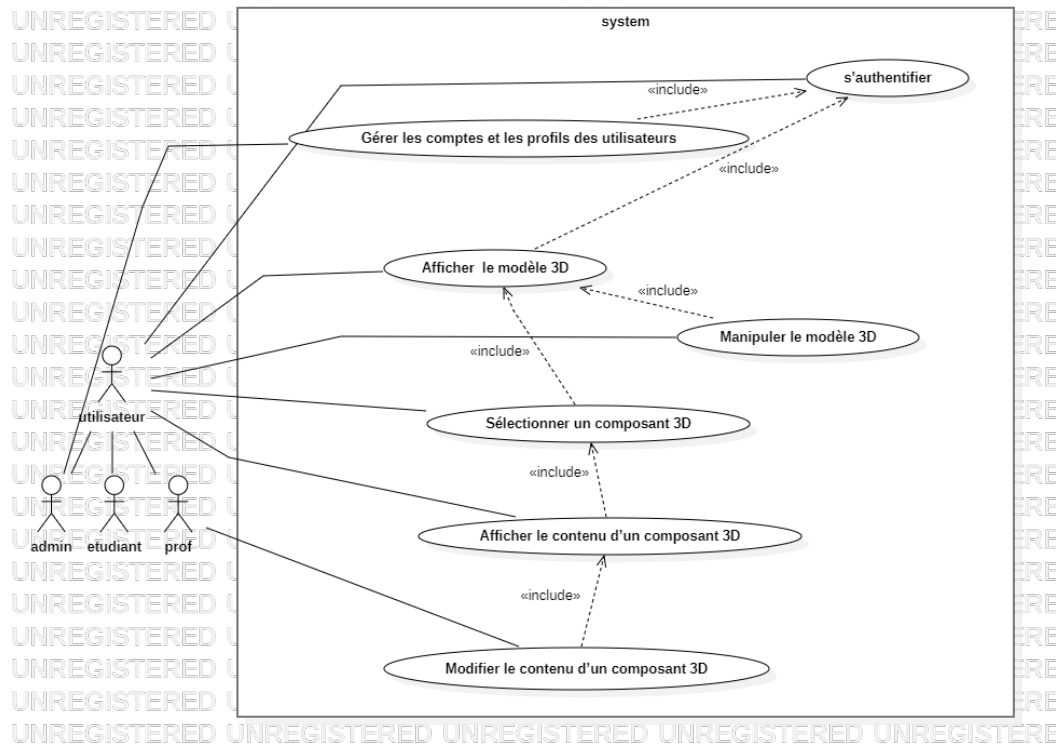 system
s'authentifier
«include»
Gérer les comptes et les profils des utilisateurs
«include»
Afficher le modèle 3D
«include»
Manipuler le modèle 3D
«include»
utilisateur
Sélectionner un composant 3D
«include»
Afficher le contenu d'un composant 3D
admin etudiant prof
«include»
Modifier le contenu d'un composant 3D
UNREGISTERED UNREGISTERED UNREGISTERED UNREGISTERED UNREGISTERE